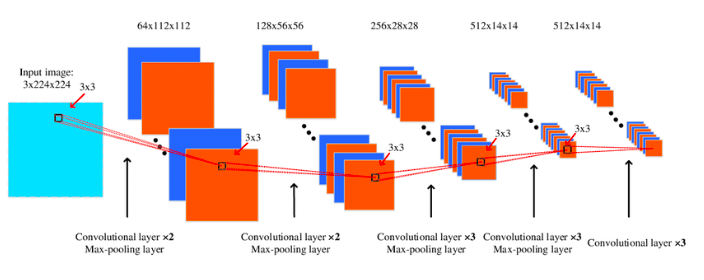 64x112x112
128x56x56
256x28x28
512x14x14
512x14x14
Input image:
3x224x224
3x3
3x3
3x3
3x3
3x3
Convolutional layer ×2
Max-pooling layer
Convolutional layer ×2
Max-pooling layer
Convolutional layer ×3
Max-pooling layer
Convolutional layer ×3
Max-pooling layer
Convolutional layer ×3